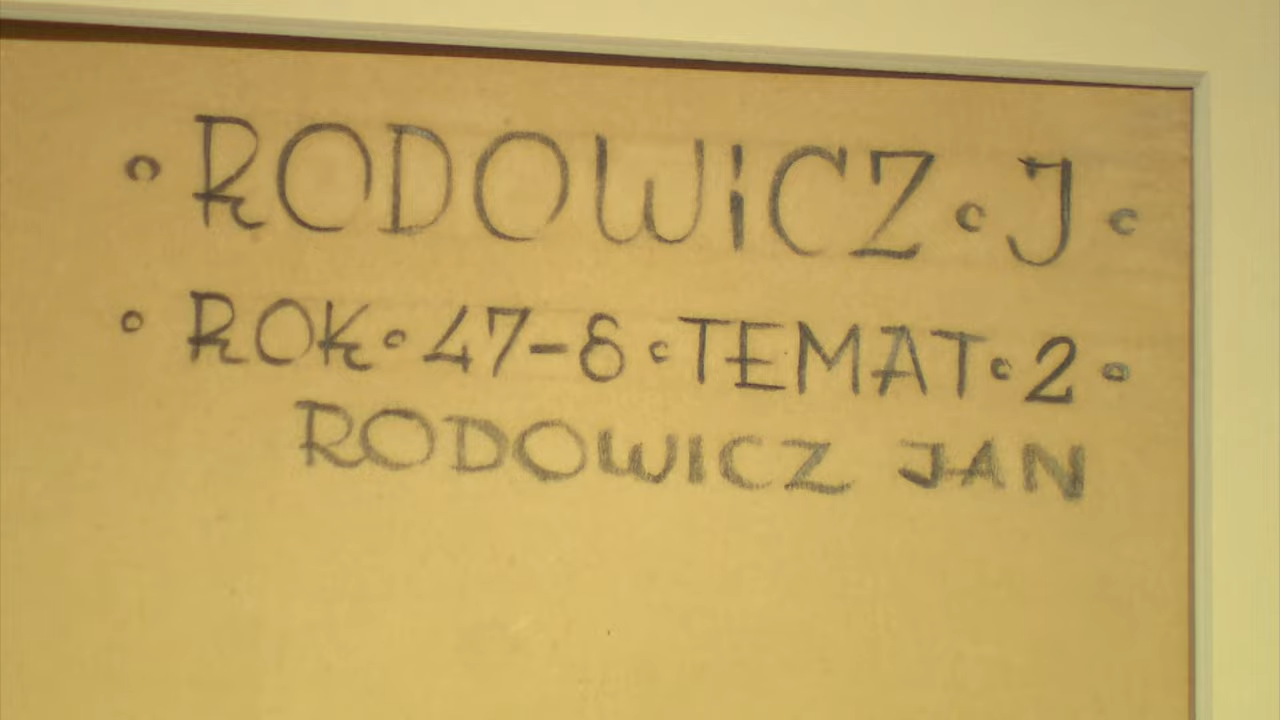 • RODOWiCZ • J •
• ROK • 47-8 • TEMAT • 2 •
RODOWICZ JAN